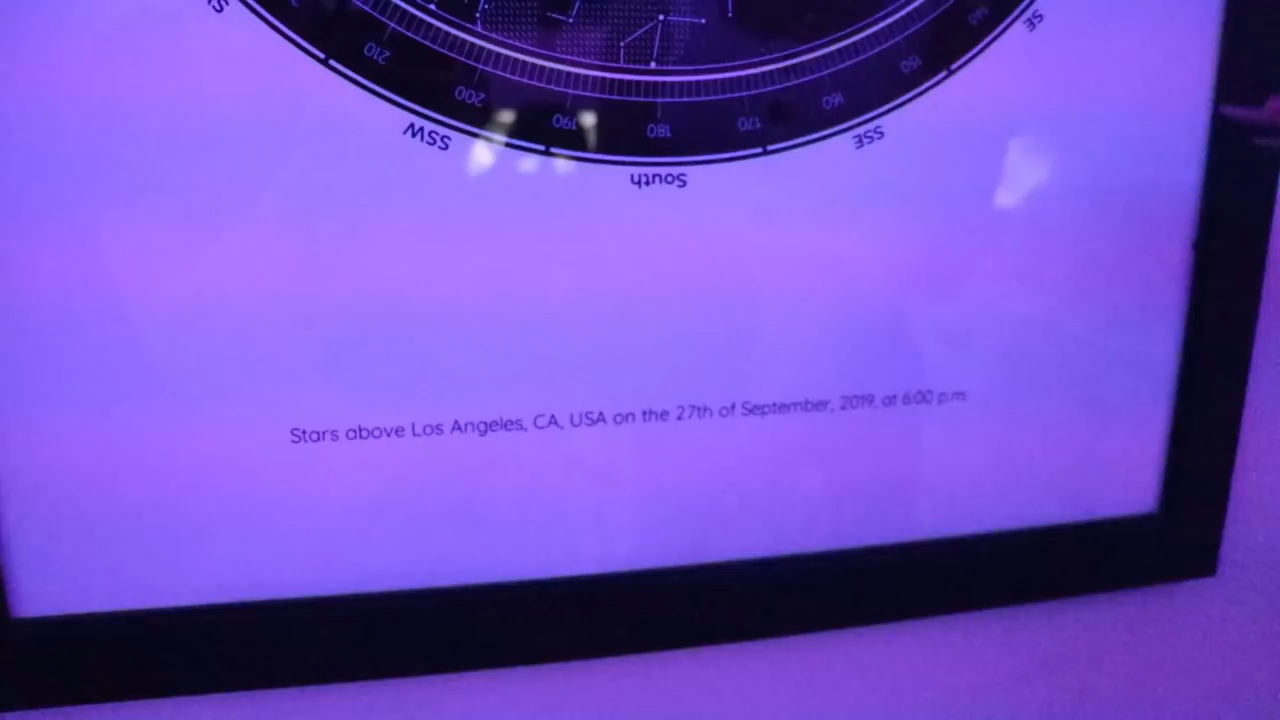 210
200
190
180
170
160
150
140
SSW
South
SSE
SE
Stars above Los Angeles, CA, USA on the 27th of September, 2019, at 6:00 p.m.